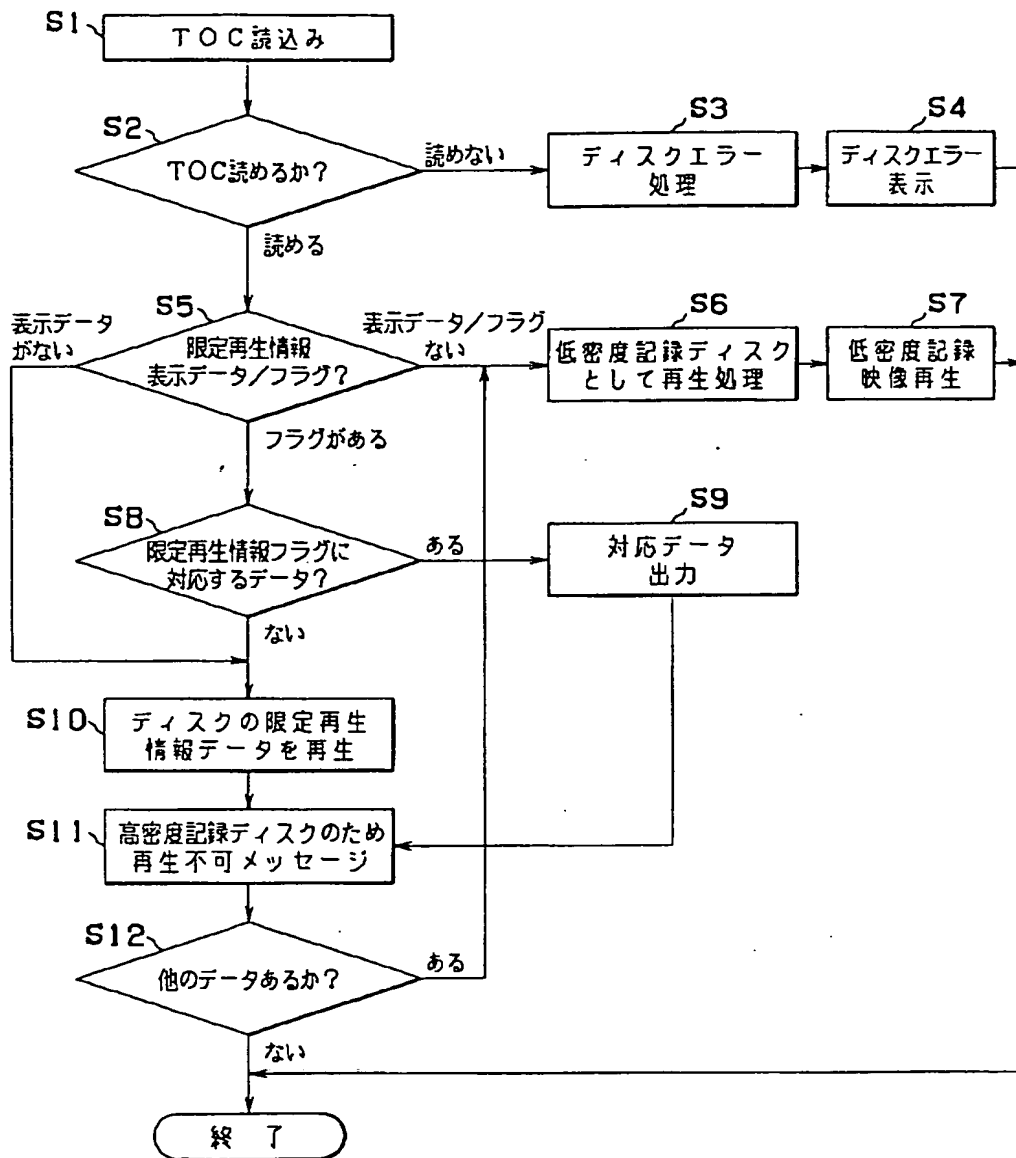 S1
TOC読込み
S2
TOC読めるか？
読めない
S3
ディスクエラー
処理
S4
ディスクエラー
表示
読める
S5
表示データ
がない
限定再生情報
表示データ/フラグ？
表示データ/フラグ
ない
S6
低密度記録ディスク
として再生処理
S7
低密度記録
映像再生
フラグがある
S8
限定再生情報フラグに
対応するデータ？
ある
S9
対応データ
出力
ない
S10
ディスクの限定再生
情報データを再生
S11
高密度記録ディスクのため
再生不可メッセージ
S12
他のデータあるか？
ある
ない
終了